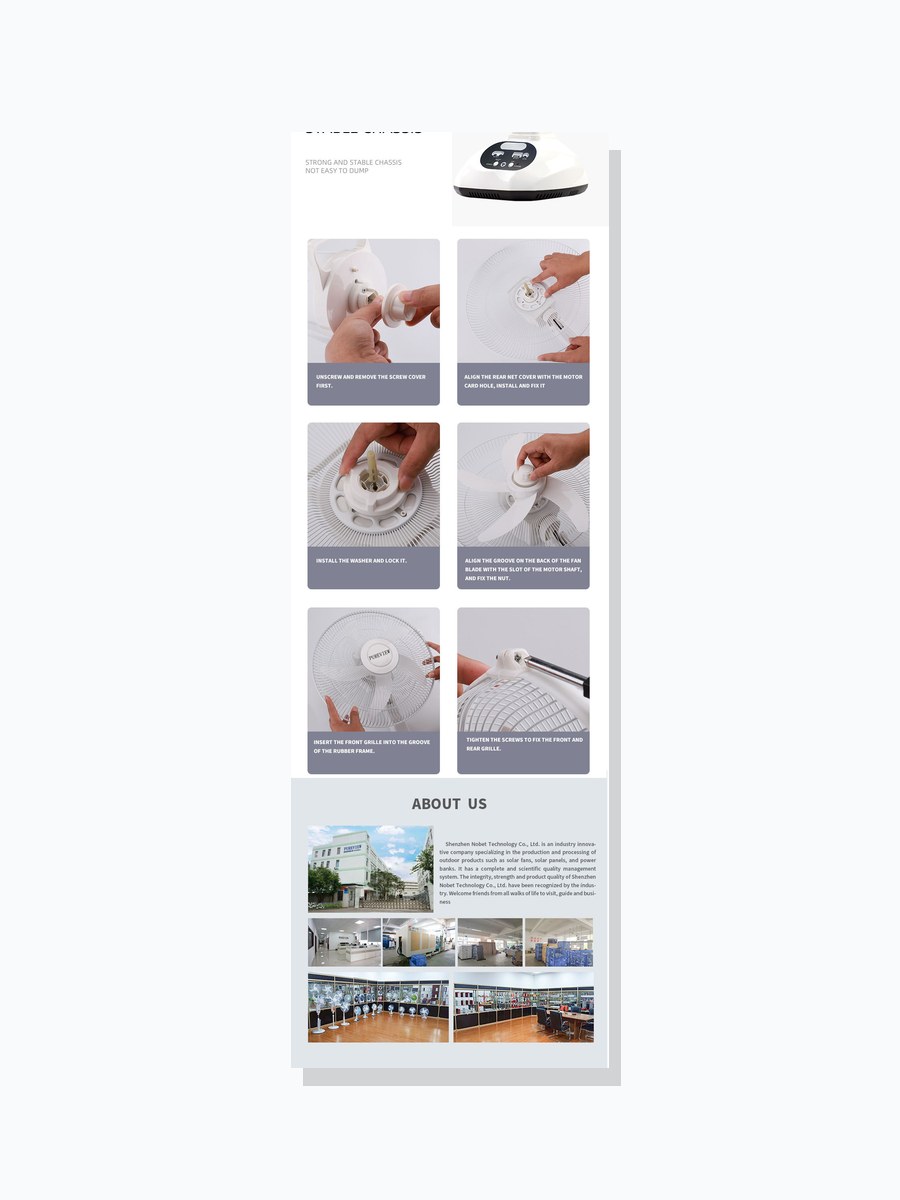 STABLE CHASSIS
STRONG AND STABLE CHASSIS
NOT EASY TO DUMP
UNSCREW AND REMOVE THE SCREW COVER
FIRST.
ALIGN THE REAR NET COVER WITH THE MOTOR
CARD HOLE, INSTALL AND FIX IT
INSTALL THE WASHER AND LOCK IT.
ALIGN THE GROOVE ON THE BACK OF THE FAN
BLADE WITH THE SLOT OF THE MOTOR SHAFT,
AND FIX THE NUT.
PUREVIEW
INSERT THE FRONT GRILLE INTO THE GROOVE
OF THE RUBBER FRAME.
TIGHTEN THE SCREWS TO FIX THE FRONT AND
REAR GRILLE.
ABOUT US
Shenzhen Nobet Technology Co., Ltd. is an industry innova-
tive company specializing in the production and processing of
outdoor products such as solar fans, solar panels, and power
banks. It has a complete and scientific quality management
system. The integrity, strength and product quality of Shenzhen
Nobet Technology Co., Ltd. have been recognized by the indus-
try. Welcome friends from all walks of life to visit, guide and busi-
ness